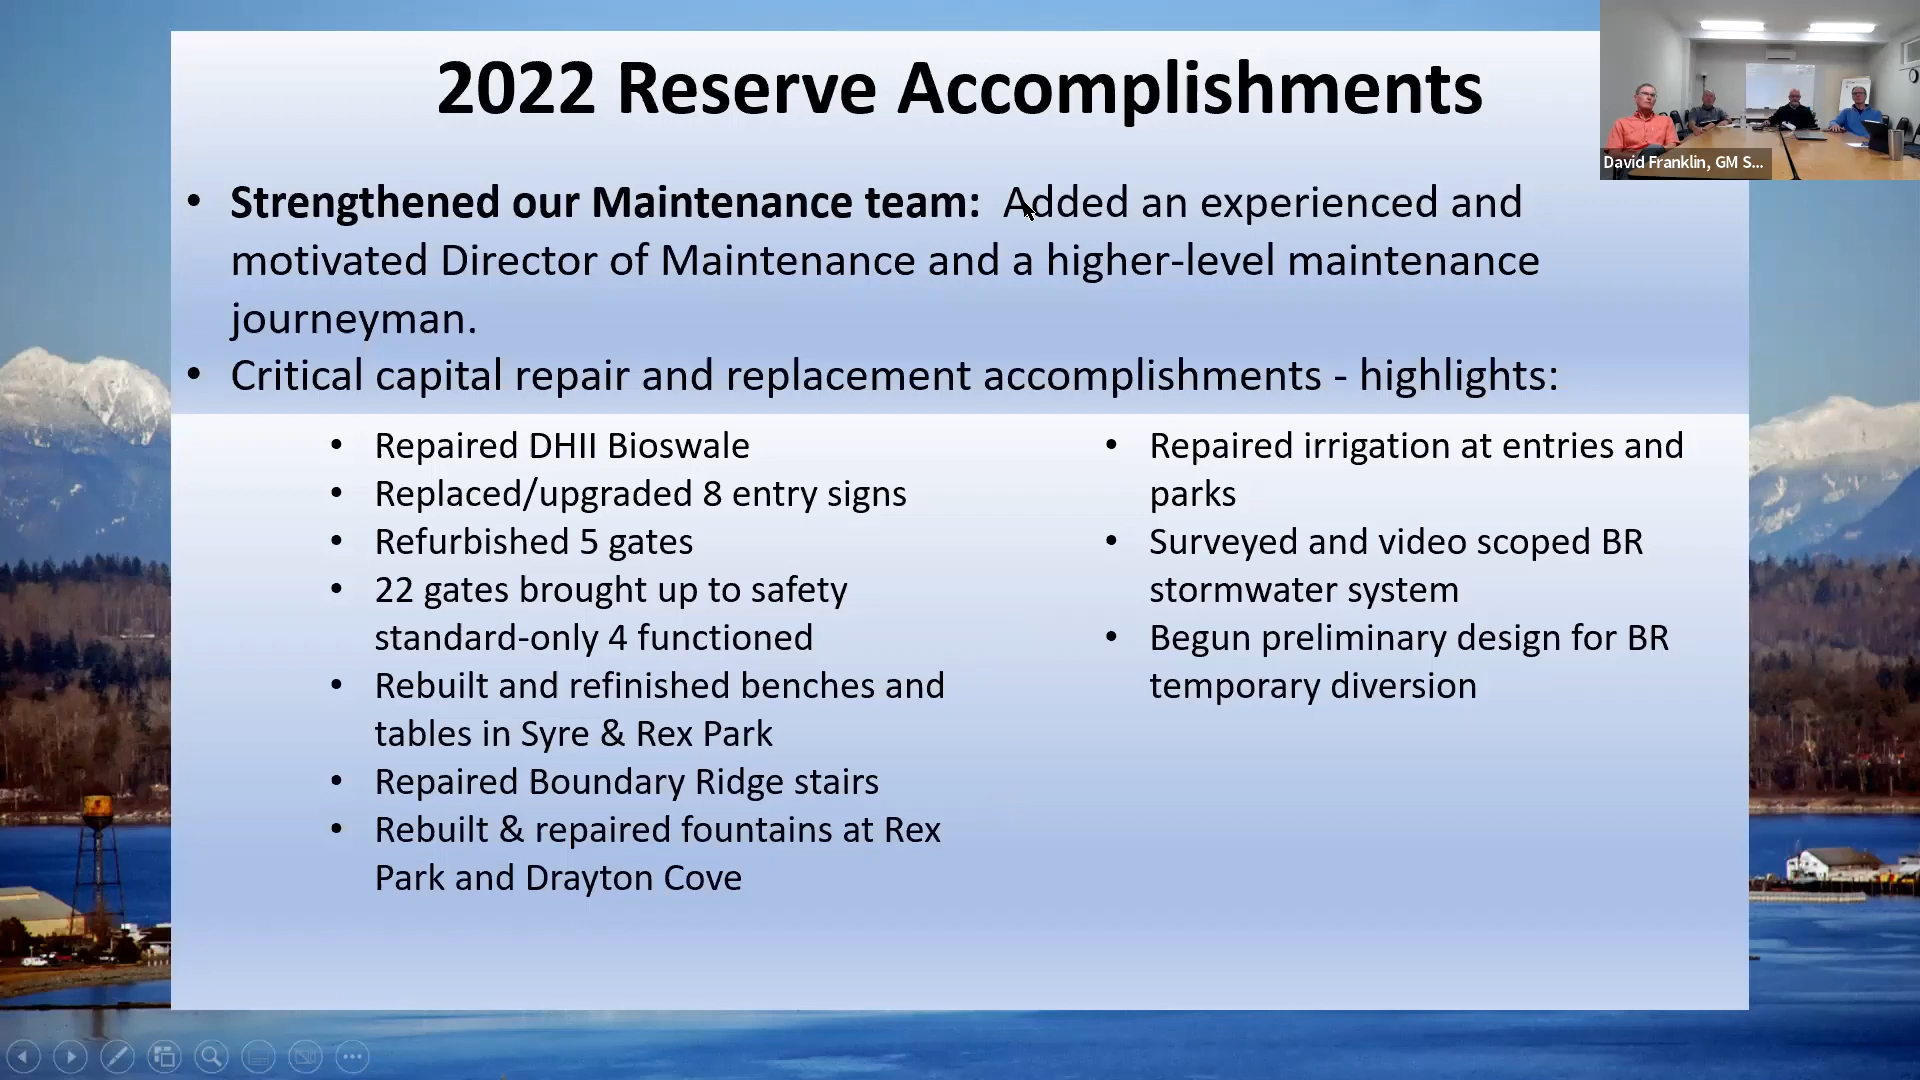 2022 Reserve Accomplishments
David Franklin, GM S...
• Strengthened our Maintenance team: Added an experienced and
motivated Director of Maintenance and a higher-level maintenance
journeyman.
• Critical capital repair and replacement accomplishments - highlights:
• Repaired DHII Bioswale
• Replaced/upgraded 8 entry signs
• Refurbished 5 gates
• 22 gates brought up to safety
standard-only 4 functioned
• Rebuilt and refinished benches and
tables in Syre & Rex Park
• Repaired Boundary Ridge stairs
• Rebuilt & repaired fountains at Rex
Park and Drayton Cove
• Repaired irrigation at entries and
parks
• Surveyed and video scoped BR
stormwater system
• Begun preliminary design for BR
temporary diversion